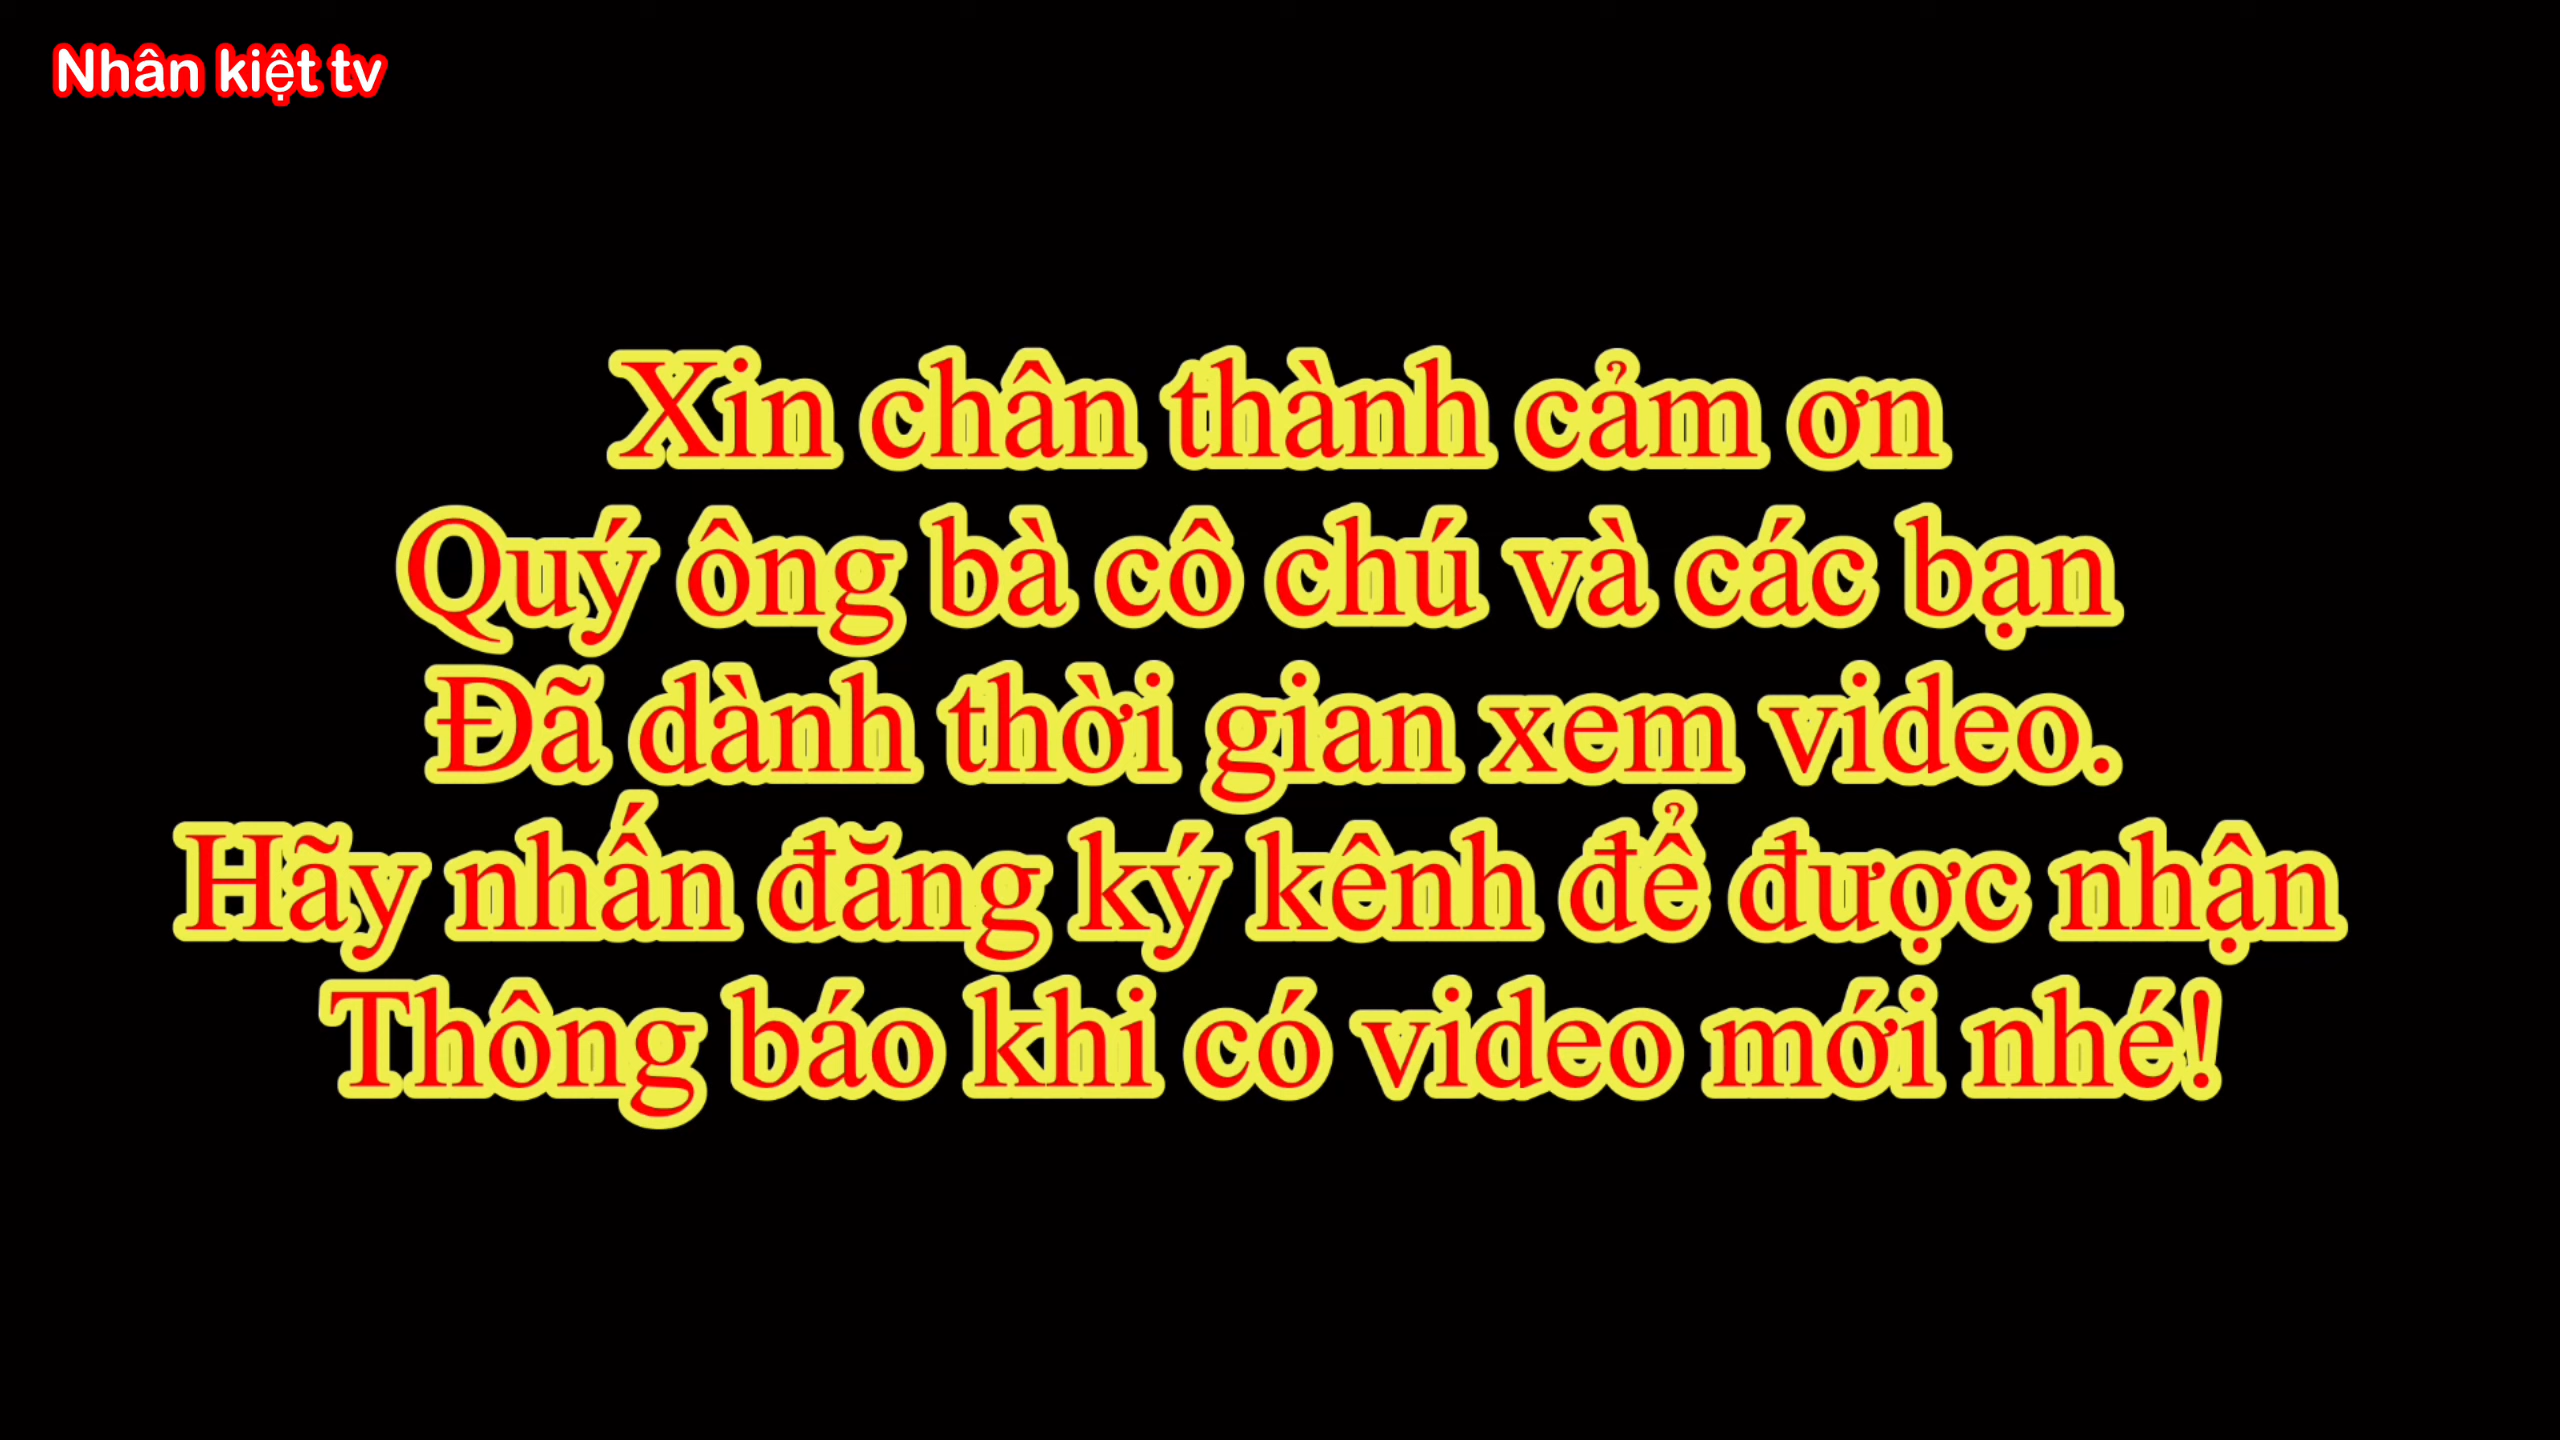 Nhân kiệt tv
Xin chân thành cảm ơn
Quý ông bà cô chú và các bạn
Đã dành thời gian xem video.
Hãy nhấn đăng ký kênh để được nhận
Thông báo khi có video mới nhé!